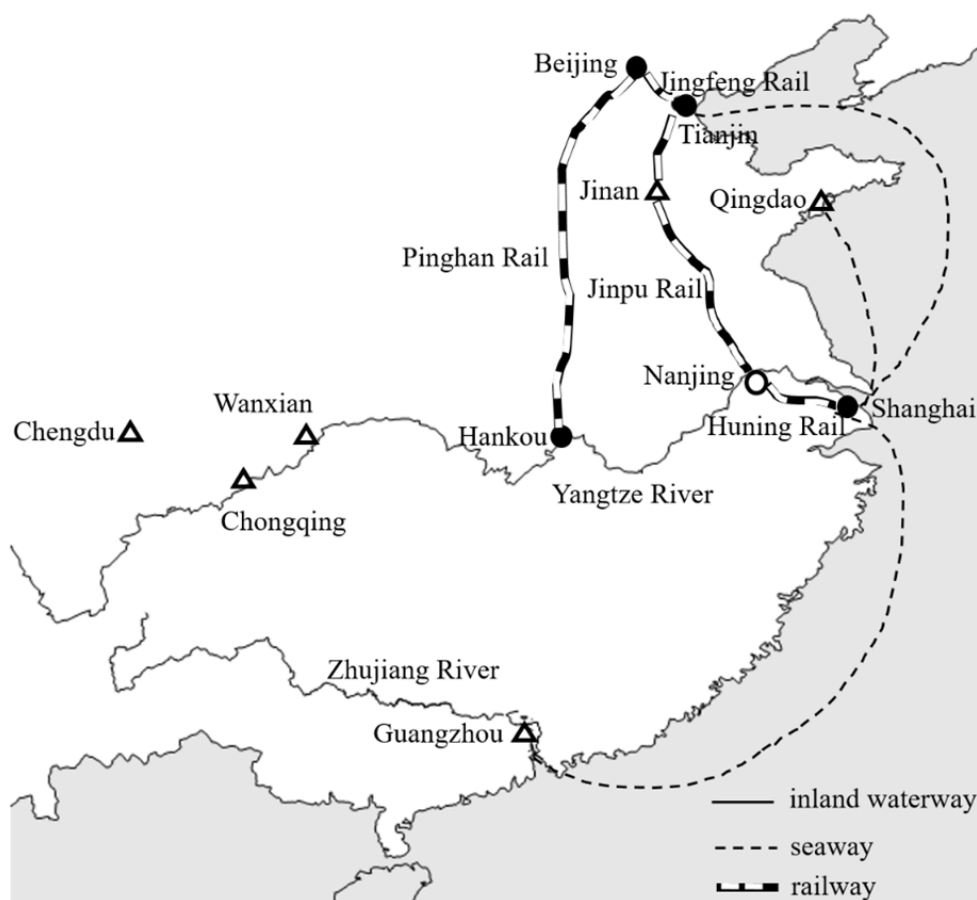 Beijing
Jingfeng Rail
Tianjin
Jinan
Qingdao
Pinghan Rail
Jinpu Rail
Nanjing
Wanxian
Chengdu
Hankou
Shanghai
Huning Rail
Yangtze River
Chongqing
Zhujiang River
Guangzhou
inland waterway
seaway
railway